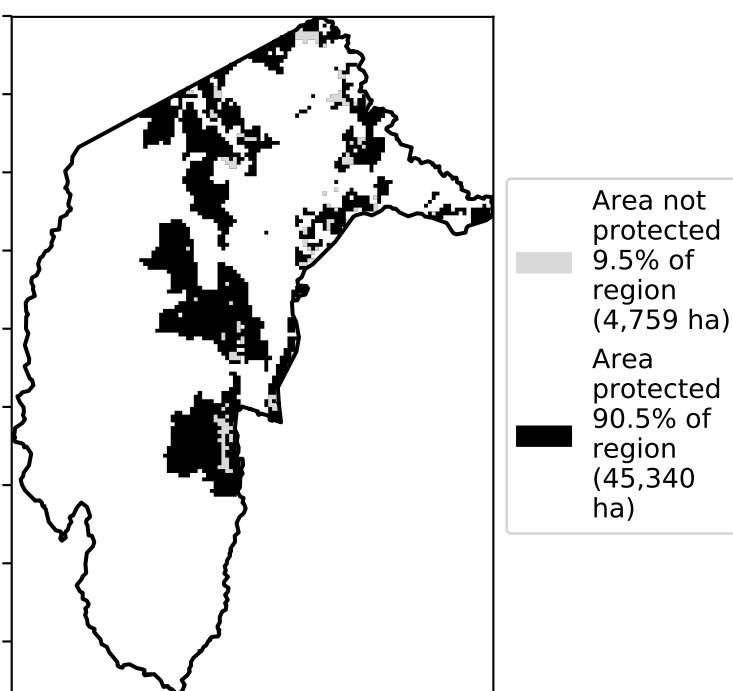 Area not
protected
9.5% of
region
(4,759 ha)
Area
protected
90.5% of
region
(45,340
ha)